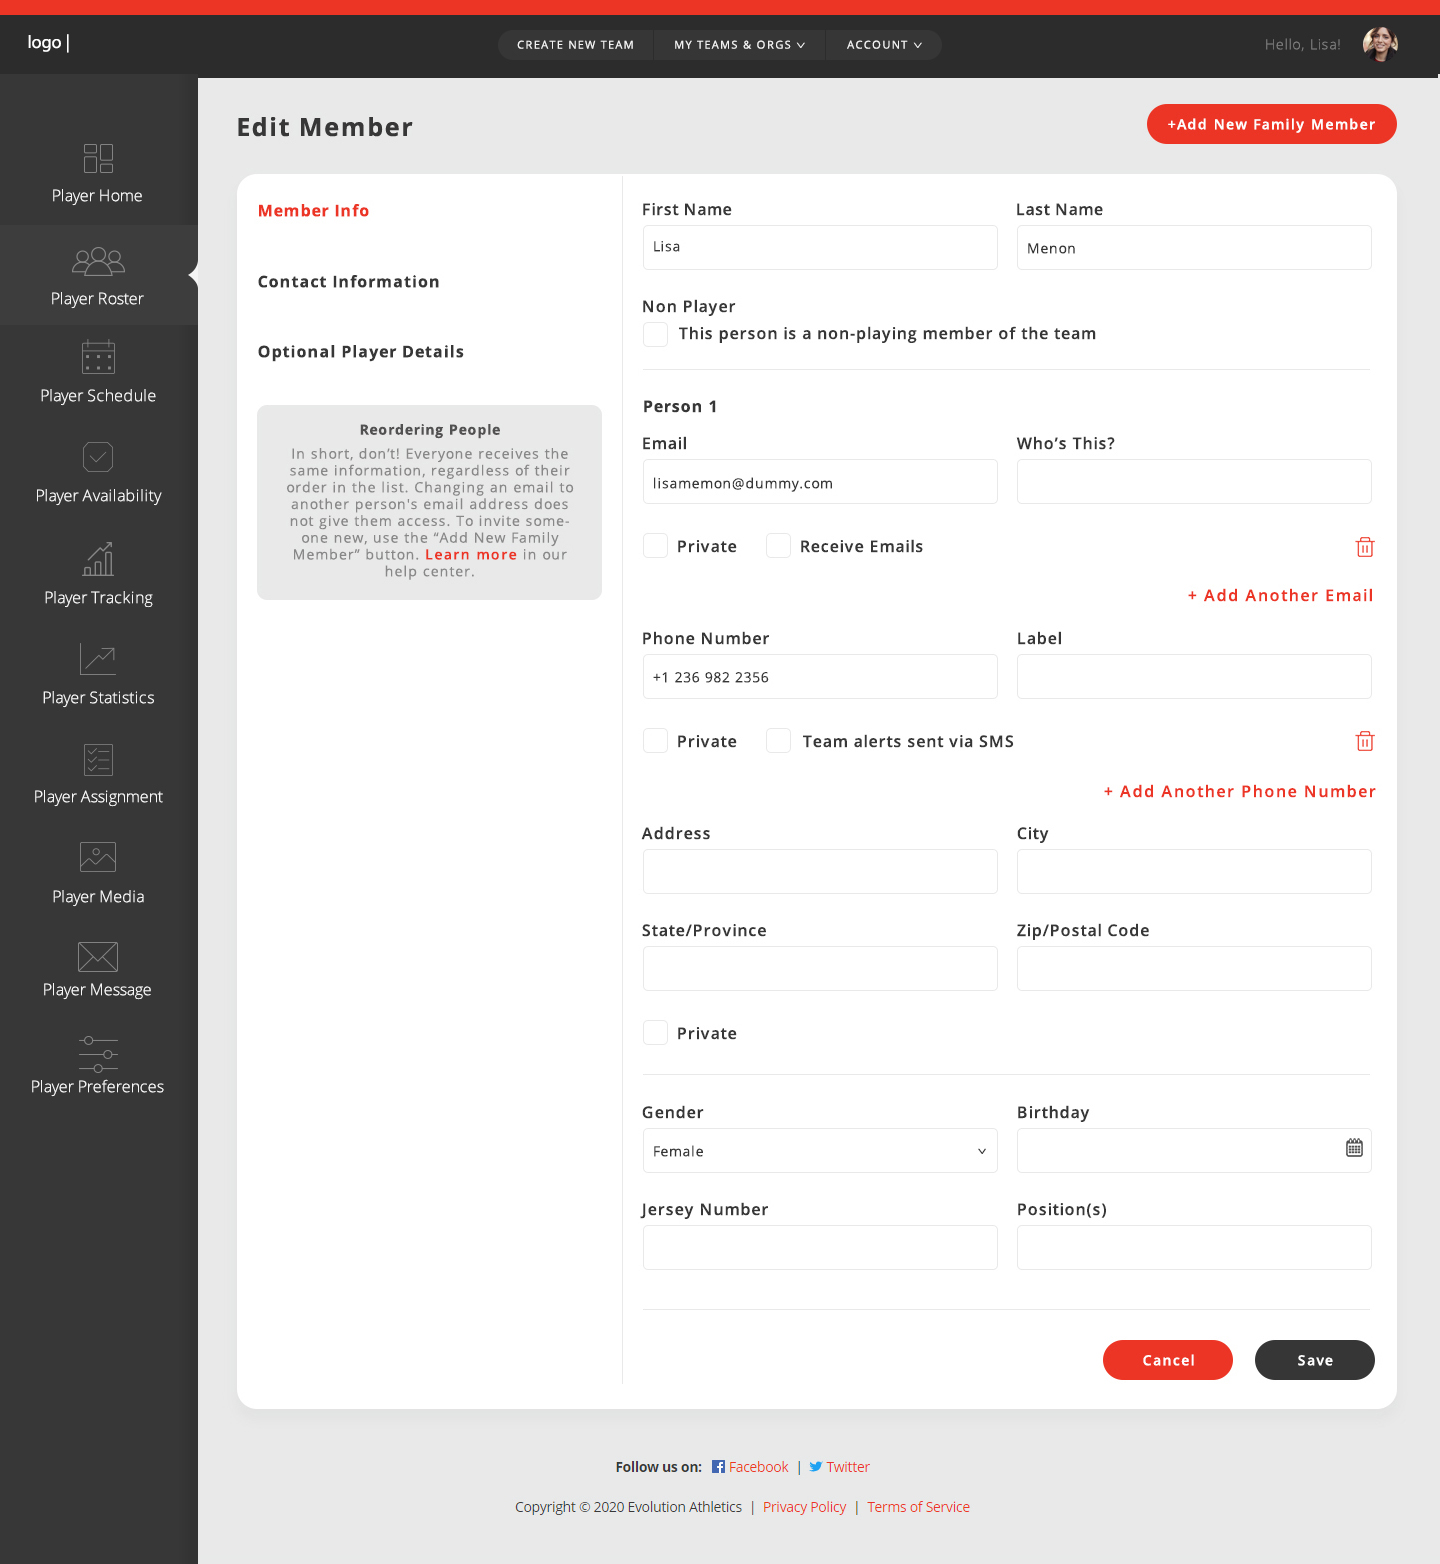 logo |
CREATE NEW TEAM
MY TEAMS & ORGS
ACCOUNT
Hello, Lisa!
Player Home
Player Roster
Player Schedule
Player Availability
Player Tracking
Player Statistics
Player Assignment
Player Media
Player Message
Player Preferences
Edit Member
+Add New Family Member
Member Info
Contact Information
Optional Player Details
Reordering People
In short, don’t! Everyone receives the
same information, regardless of their
order in the list. Changing an email to
another person's email address does
not give them access. To invite some-
one new, use the “Add New Family
Member” button. Learn more in our
help center.
First Name
Last Name
Lisa
Menon
Non Player
This person is a non-playing member of the team
Person 1
Email
Who’s This?
lisamemon@dummy.com
Private
Receive Emails
+ Add Another Email
Phone Number
Label
+1 236 982 2356
Private
Team alerts sent via SMS
+ Add Another Phone Number
Address
City
State/Province
Zip/Postal Code
Private
Gender
Birthday
Female
Jersey Number
Position(s)
Cancel
Save
Follow us on: Facebook | Twitter
Copyright © 2020 Evolution Athletics | Privacy Policy | Terms of Service